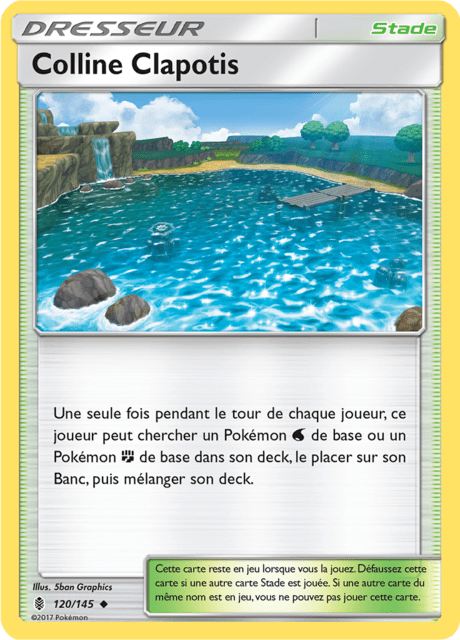 DRESSEUR
Stade
Colline Clapotis
Une seule fois pendant le tour de chaque joueur, ce
joueur peut chercher un Pokémon de base ou un
Pokémon de base dans son deck, le placer sur son
Banc, puis mélanger son deck.
Cette carte reste en jeu lorsque vous la jouez. Défaussez cette
carte si une autre carte Stade est jouée. Si une autre carte du
même nom est en jeu, vous ne pouvez pas jouer cette carte.
Illus. 5ban Graphics
120/145
©2017 Pokémon